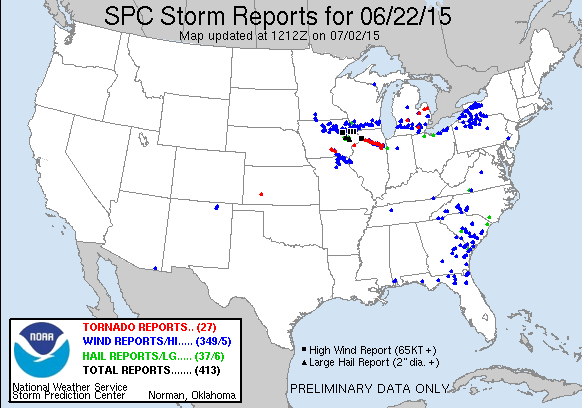 SPC Storm Reports for 06/22/15
Map updated at 1212Z on 07/02/15
NOAA
TORNADO REPORTS.. (27)
WIND REPORTS/HI..... (349/5)
HAIL REPORTS/LG..... (37/6)
TOTAL REPORTS....... (413)
National Weather Service
Storm Prediction Center Norman, Oklahoma
High Wind Report (65KT +)
Large Hail Report (2" dia. +)
PRELIMINARY DATA ONLY